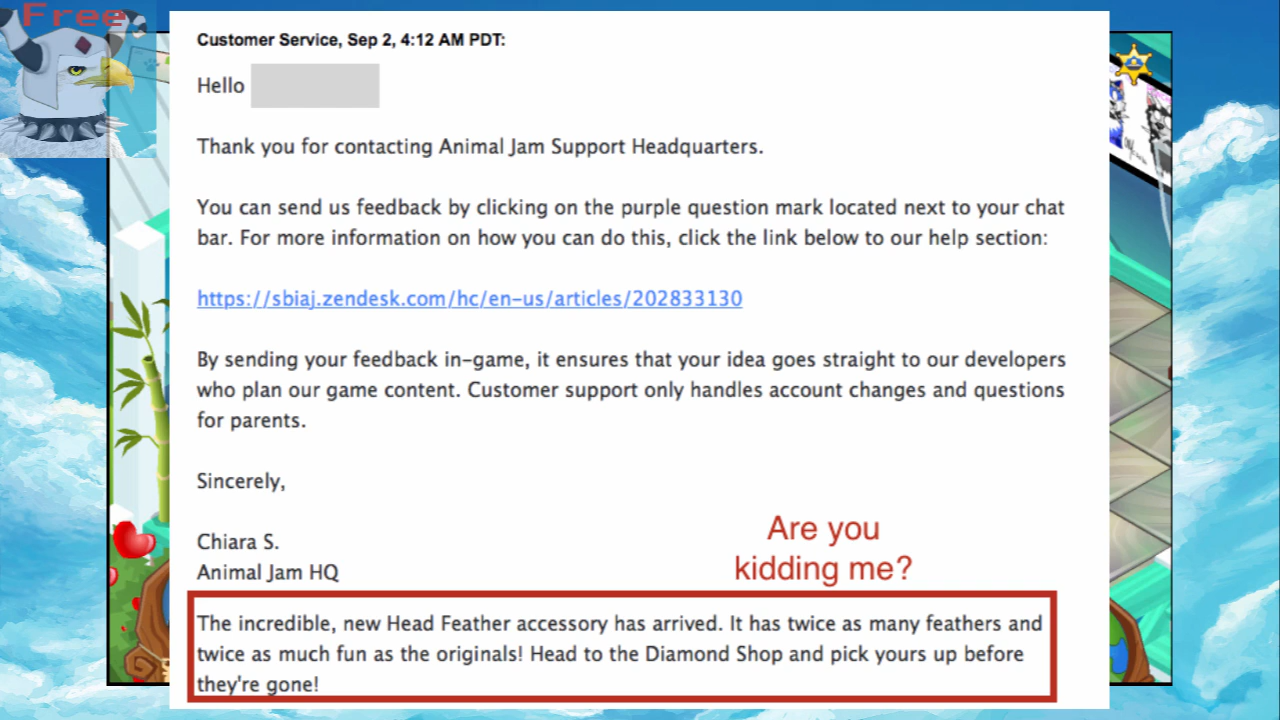 Free
Customer Service, Sep 2, 4:12 AM PDT:
Hello
Thank you for contacting Animal Jam Support Headquarters.
You can send us feedback by clicking on the purple question mark located next to your chat
bar. For more information on how you can do this, click the link below to our help section:
https://sbiaj.zendesk.com/hc/en-us/articles/202833130
By sending your feedback in-game, it ensures that your idea goes straight to our developers
who plan our game content. Customer support only handles account changes and questions
for parents.
Sincerely,
Chiara S.
Animal Jam HQ
Are you
kidding me?
The incredible, new Head Feather accessory has arrived. It has twice as many feathers and
twice as much fun as the originals! Head to the Diamond Shop and pick yours up before
they're gone!